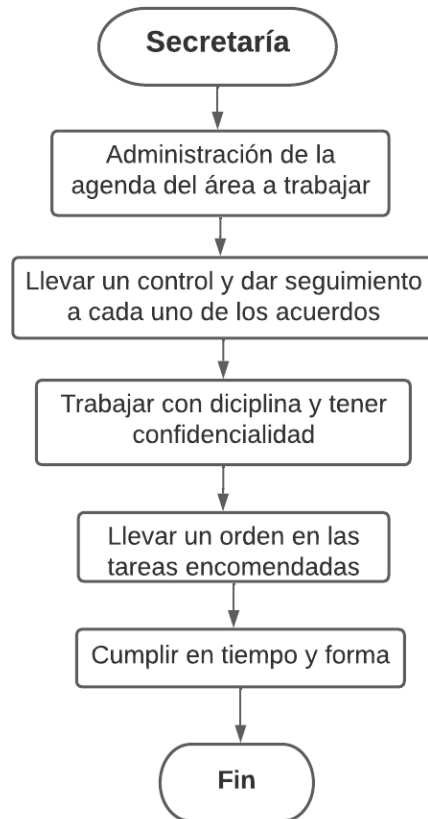 Secretaría
Administración de la
agenda del área a trabajar
Llevar un control y dar seguimiento
a cada uno de los acuerdos
Trabajar con diciplina y tener
confidencialidad
Llevar un orden en las
tareas encomendadas
Cumplir en tiempo y forma
Fin